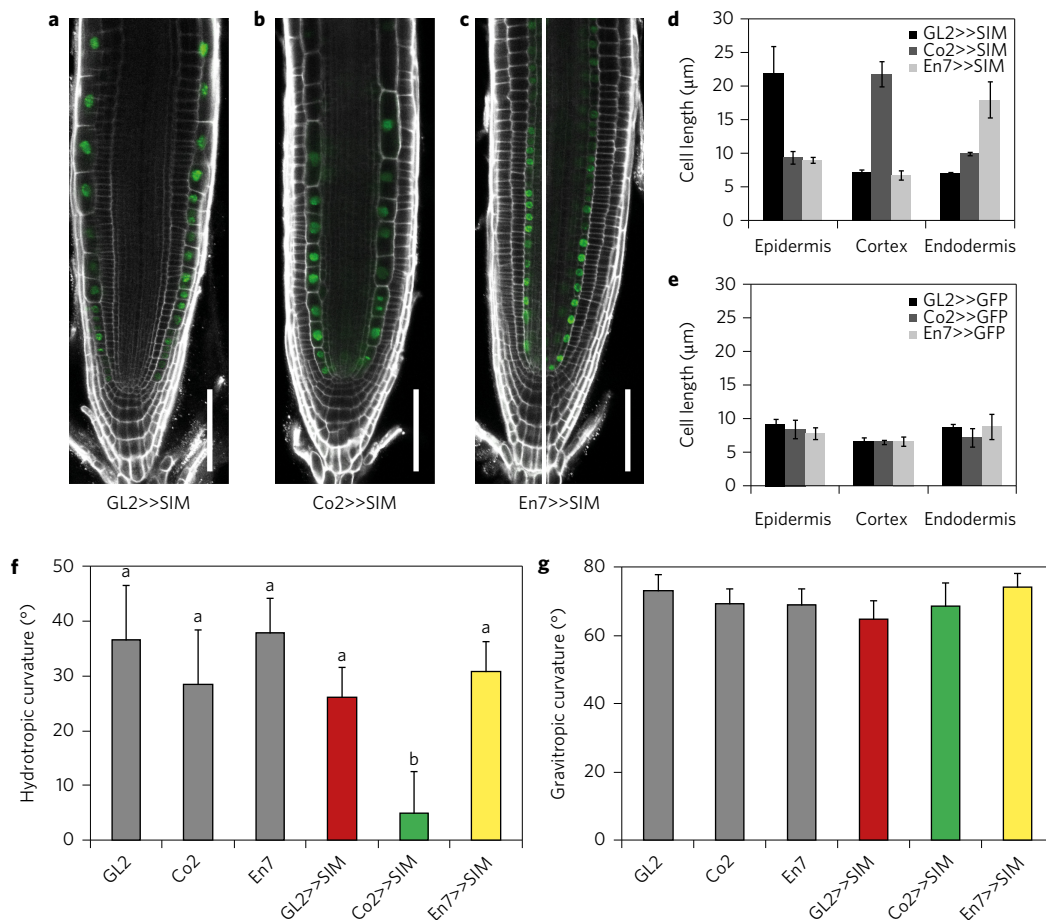 a
b
c
GL2>>SIM
Co2>>SIM
En7>>SIM
d
Cell length (μm)
30
25
20
15
10
5
0
GL2>>SIM
Co2>>SIM
En7>>SIM
Epidermis Cortex Endodermis
e
Cell length (μm)
30
25
20
15
10
5
0
GL2>>GFP
Co2>>GFP
En7>>GFP
Epidermis Cortex Endodermis
f
Hydrotropic curvature (°)
50
40
30
20
10
0
a
a
a
a
b
a
GL2
Co2
En7
GL2>>SIM
Co2>>SIM
En7>>SIM
g
Gravitropic curvature (°)
80
60
40
20
0
GL2
Co2
En7
GL2>>SIM
Co2>>SIM
En7>>SIM